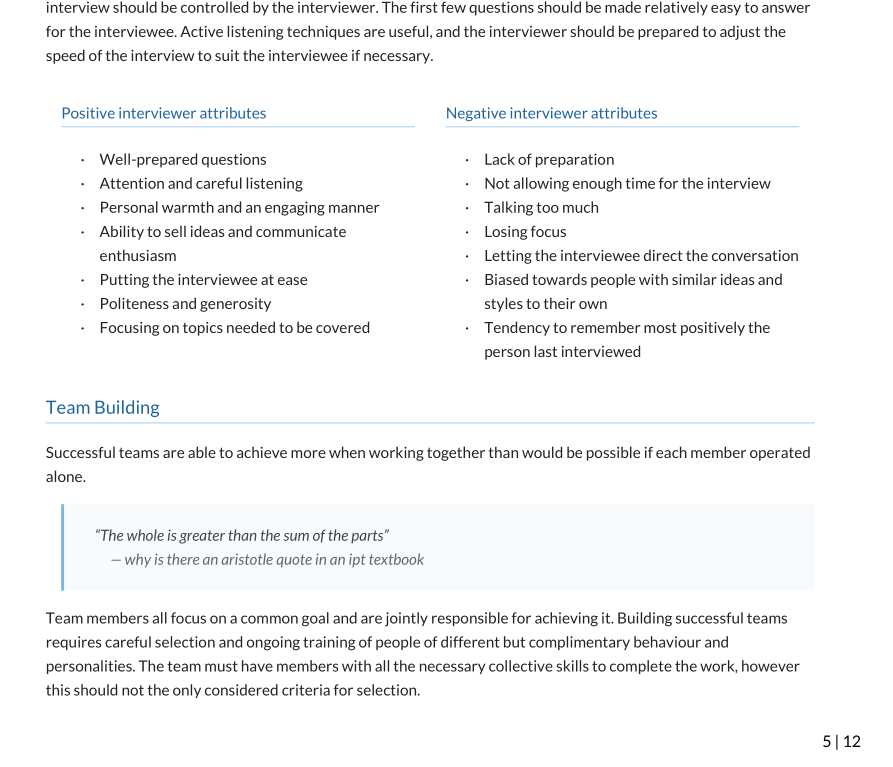 interview should be controlled by the interviewer. The first few questions should be made relatively easy to answer
for the interviewee. Active listening techniques are useful, and the interviewer should be prepared to adjust the
speed of the interview to suit the interviewee if necessary.
Positive interviewer attributes
· Well-prepared questions
· Attention and careful listening
· Personal warmth and an engaging manner
· Ability to sell ideas and communicate
enthusiasm
· Putting the interviewee at ease
· Politeness and generosity
· Focusing on topics needed to be covered
Negative interviewer attributes
· Lack of preparation
· Not allowing enough time for the interview
· Talking too much
· Losing focus
· Letting the interviewee direct the conversation
· Biased towards people with similar ideas and
styles to their own
· Tendency to remember most positively the
person last interviewed
Team Building
Successful teams are able to achieve more when working together than would be possible if each member operated
alone.
“The whole is greater than the sum of the parts”
— why is there an aristotle quote in an ipt textbook
Team members all focus on a common goal and are jointly responsible for achieving it. Building successful teams
requires careful selection and ongoing training of people of different but complimentary behaviour and
personalities. The team must have members with all the necessary collective skills to complete the work, however
this should not the only considered criteria for selection.
5 | 12